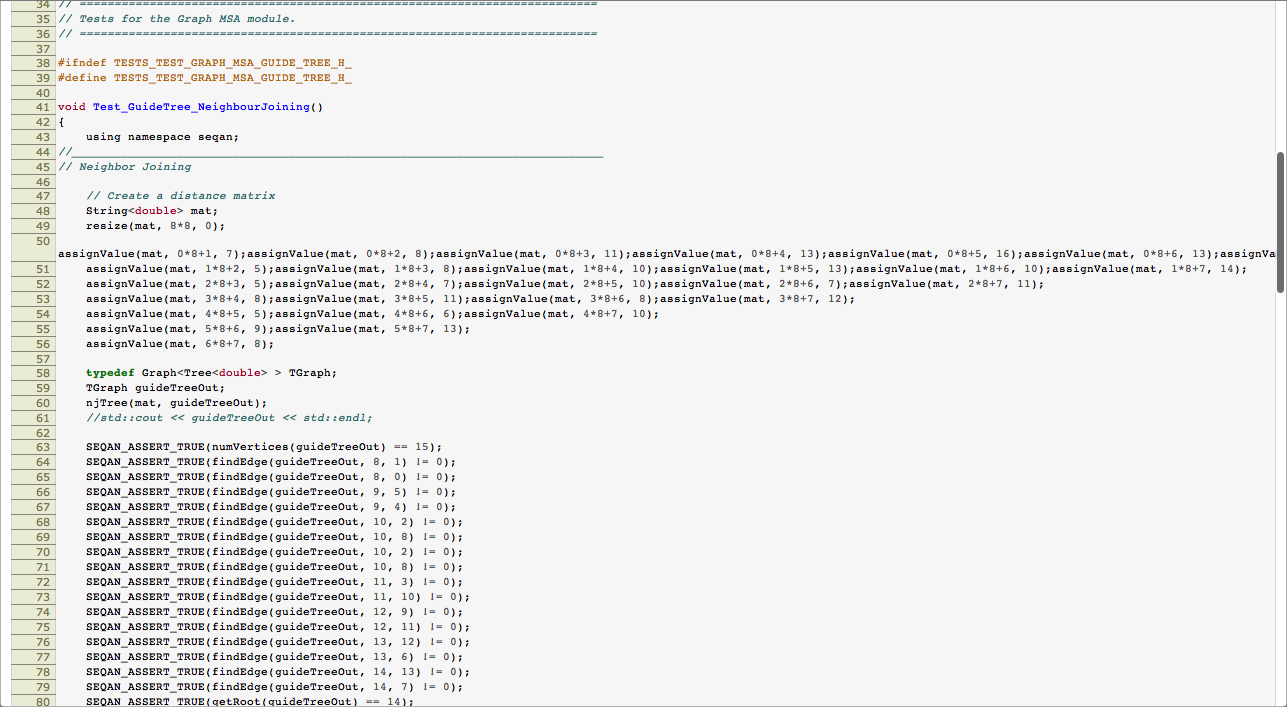 34 // ==========================================================================
35 // Tests for the Graph MSA module.
36 // ==========================================================================
37
38 #ifndef TESTS_TEST_GRAPH_MSA_GUIDE_TREE_H_
39 #define TESTS_TEST_GRAPH_MSA_GUIDE_TREE_H_
40
41 void Test_GuideTree_NeighbourJoining()
42 {
43     using namespace seqan;
44 //____________________________________________________________________________
45 // Neighbor Joining
46
47     // Create a distance matrix
48     String<double> mat;
49     resize(mat, 8*8, 0);
50
assignValue(mat, 0*8+1, 7);assignValue(mat, 0*8+2, 8);assignValue(mat, 0*8+3, 11);assignValue(mat, 0*8+4, 13);assignValue(mat, 0*8+5, 16);assignValue(mat, 0*8+6, 13);assignVa
51     assignValue(mat, 1*8+2, 5);assignValue(mat, 1*8+3, 8);assignValue(mat, 1*8+4, 10);assignValue(mat, 1*8+5, 13);assignValue(mat, 1*8+6, 10);assignValue(mat, 1*8+7, 14);
52     assignValue(mat, 2*8+3, 5);assignValue(mat, 2*8+4, 7);assignValue(mat, 2*8+5, 10);assignValue(mat, 2*8+6, 7);assignValue(mat, 2*8+7, 11);
53     assignValue(mat, 3*8+4, 8);assignValue(mat, 3*8+5, 11);assignValue(mat, 3*8+6, 8);assignValue(mat, 3*8+7, 12);
54     assignValue(mat, 4*8+5, 5);assignValue(mat, 4*8+6, 6);assignValue(mat, 4*8+7, 10);
55     assignValue(mat, 5*8+6, 9);assignValue(mat, 5*8+7, 13);
56     assignValue(mat, 6*8+7, 8);
57
58     typedef Graph<Tree<double> > TGraph;
59     TGraph guideTreeOut;
60     njTree(mat, guideTreeOut);
61     //std::cout << guideTreeOut << std::endl;
62
63     SEQAN_ASSERT_TRUE(numVertices(guideTreeOut) == 15);
64     SEQAN_ASSERT_TRUE(findEdge(guideTreeOut, 8, 1) != 0);
65     SEQAN_ASSERT_TRUE(findEdge(guideTreeOut, 8, 0) != 0);
66     SEQAN_ASSERT_TRUE(findEdge(guideTreeOut, 9, 5) != 0);
67     SEQAN_ASSERT_TRUE(findEdge(guideTreeOut, 9, 4) != 0);
68     SEQAN_ASSERT_TRUE(findEdge(guideTreeOut, 10, 2) != 0);
69     SEQAN_ASSERT_TRUE(findEdge(guideTreeOut, 10, 8) != 0);
70     SEQAN_ASSERT_TRUE(findEdge(guideTreeOut, 10, 2) != 0);
71     SEQAN_ASSERT_TRUE(findEdge(guideTreeOut, 10, 8) != 0);
72     SEQAN_ASSERT_TRUE(findEdge(guideTreeOut, 11, 3) != 0);
73     SEQAN_ASSERT_TRUE(findEdge(guideTreeOut, 11, 10) != 0);
74     SEQAN_ASSERT_TRUE(findEdge(guideTreeOut, 12, 9) != 0);
75     SEQAN_ASSERT_TRUE(findEdge(guideTreeOut, 12, 11) != 0);
76     SEQAN_ASSERT_TRUE(findEdge(guideTreeOut, 13, 12) != 0);
77     SEQAN_ASSERT_TRUE(findEdge(guideTreeOut, 13, 6) != 0);
78     SEQAN_ASSERT_TRUE(findEdge(guideTreeOut, 14, 13) != 0);
79     SEQAN_ASSERT_TRUE(findEdge(guideTreeOut, 14, 7) != 0);
80     SEQAN_ASSERT_TRUE(getRoot(guideTreeOut) == 14);